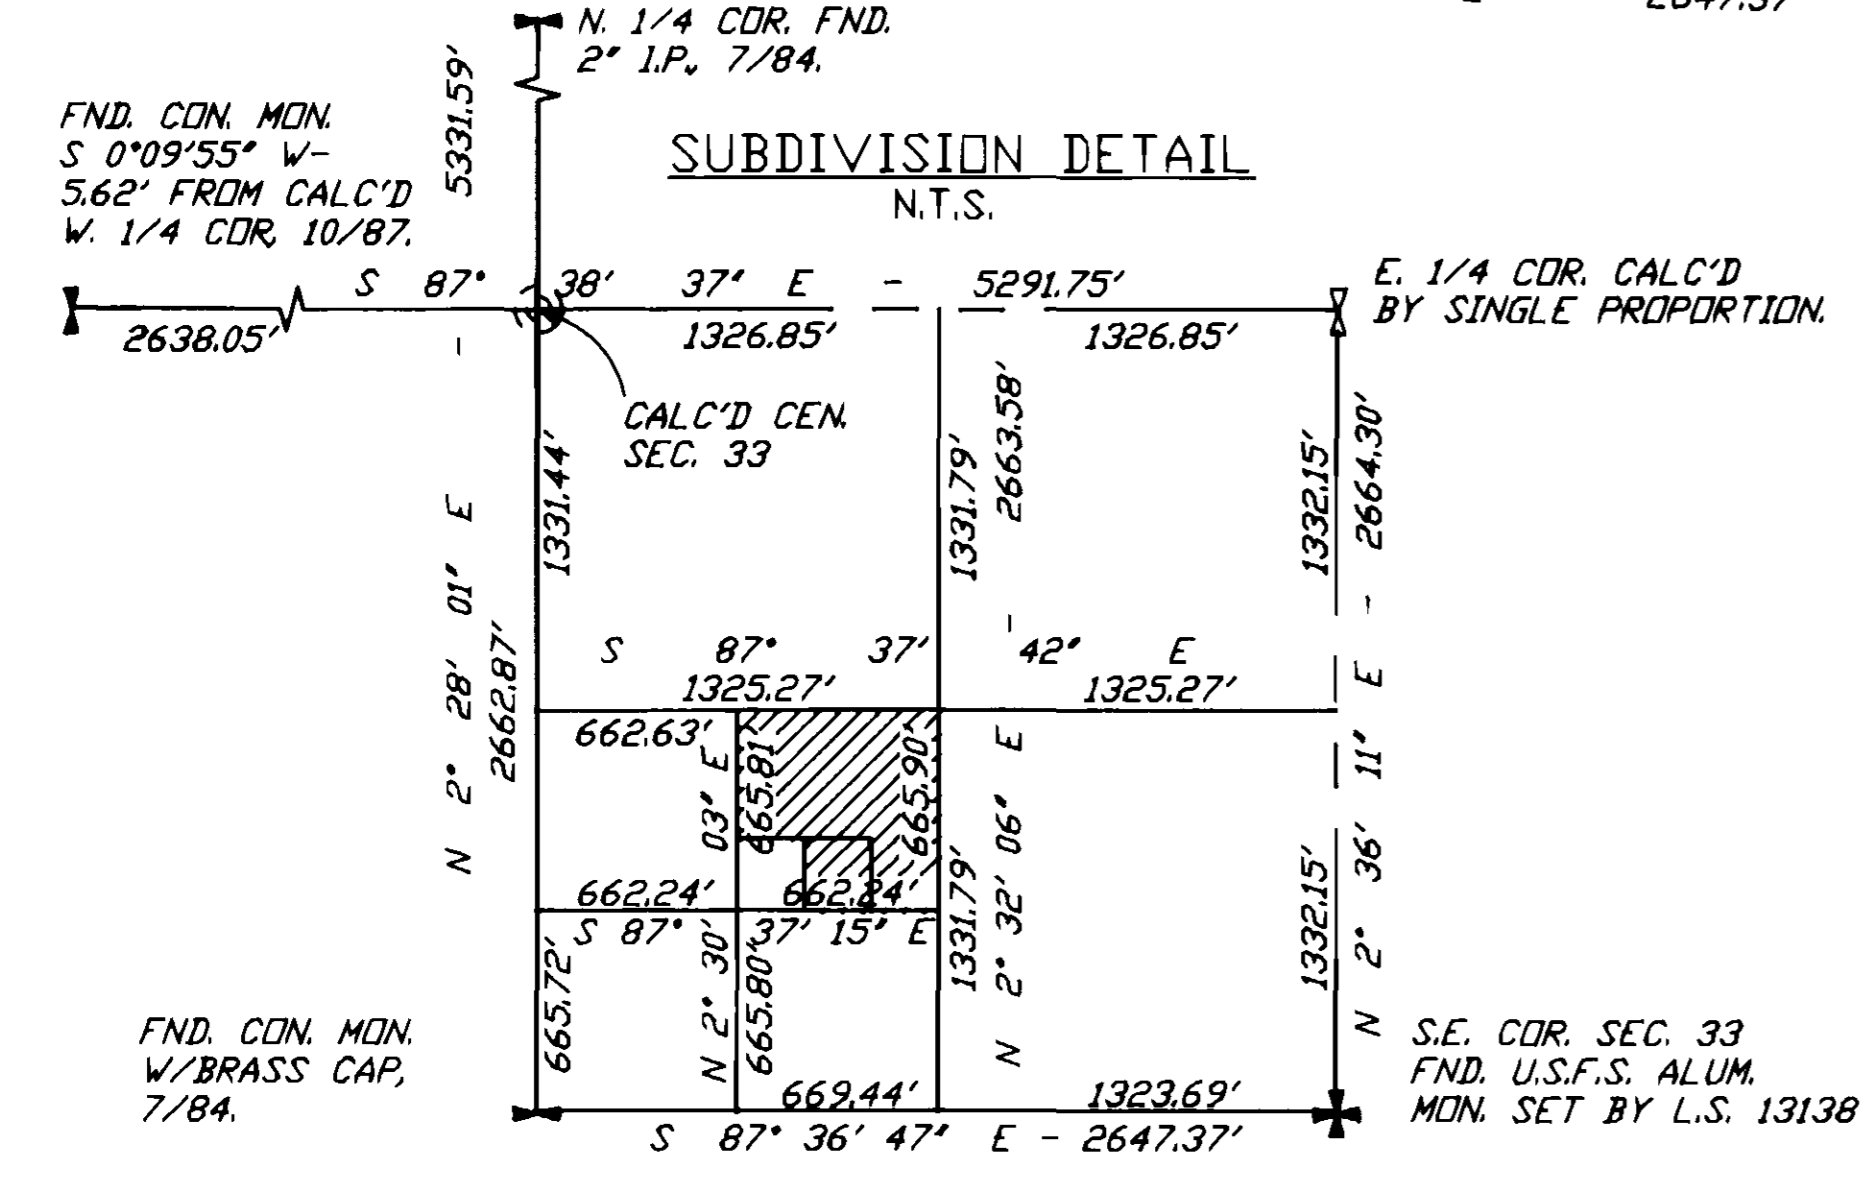 2647.37
N. 1/4 COR. FND.
2" I.P., 7/84.
5331.59'
FND. CON. MON.
S 0°09'55" W-
5.62' FROM CALC'D
W. 1/4 COR, 10/87.
SUBDIVISION DETAIL
N.T.S.
S 87° 38' 37" E - 5291.75'
2638.05'
1326.85'
1326.85'
E. 1/4 COR. CALC'D
BY SINGLE PROPORTION.
CALC'D CEN.
SEC. 33
N 2° 28' 01" E -
2662.87'
1331.44'
1331.79'
N 2° 32' 06" E - 2663.58'
1332.15'
N 2° 36' 11" E - 2664.30'
S 87° 37' 42" E
1325.27'
1325.27'
662.63'
665.81'
665.90'
N 2° 30' 03" E
662.24'
662.24'
S 87° 37' 15" E
665.72'
665.80'
1331.79'
1332.15'
669.44'
1323.69'
S 87° 36' 47" E - 2647.37'
FND. CON. MON.
W/BRASS CAP,
7/84.
S.E. COR. SEC. 33
FND. U.S.F.S. ALUM.
MON. SET BY L.S. 13138